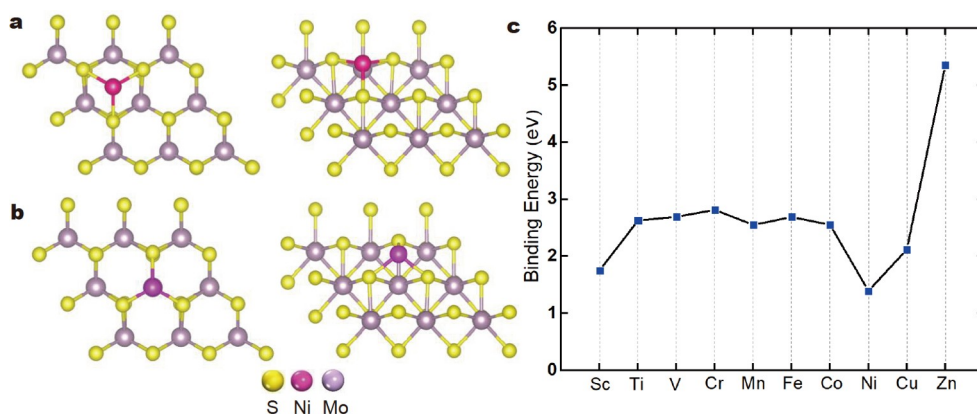 a
b
S Ni Mo
c
Binding Energy (eV)
6
5
4
3
2
1
0
Sc Ti V Cr Mn Fe Co Ni Cu Zn